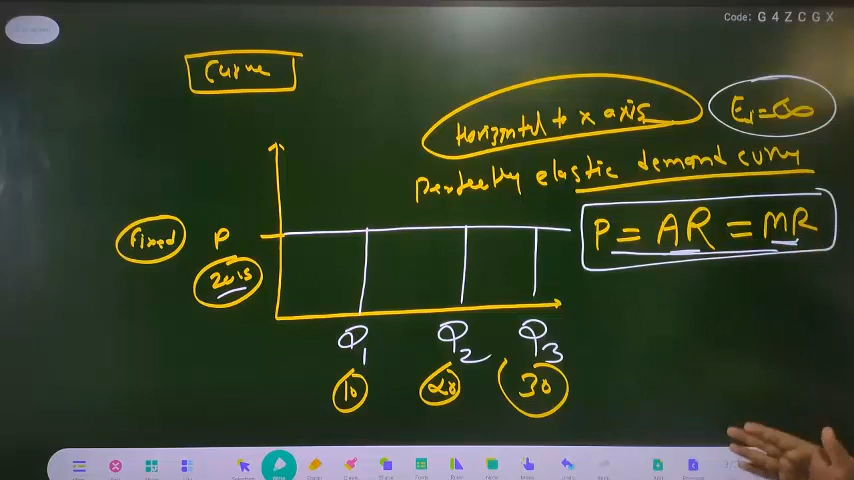 Code: G 4 Z C G X
Curve
Horizontal to x axis
Ed = ∞
perfectly elastic demand curve
P = AR = MR
Fixed P
20
Q1 Q2 Q3
10 20 30